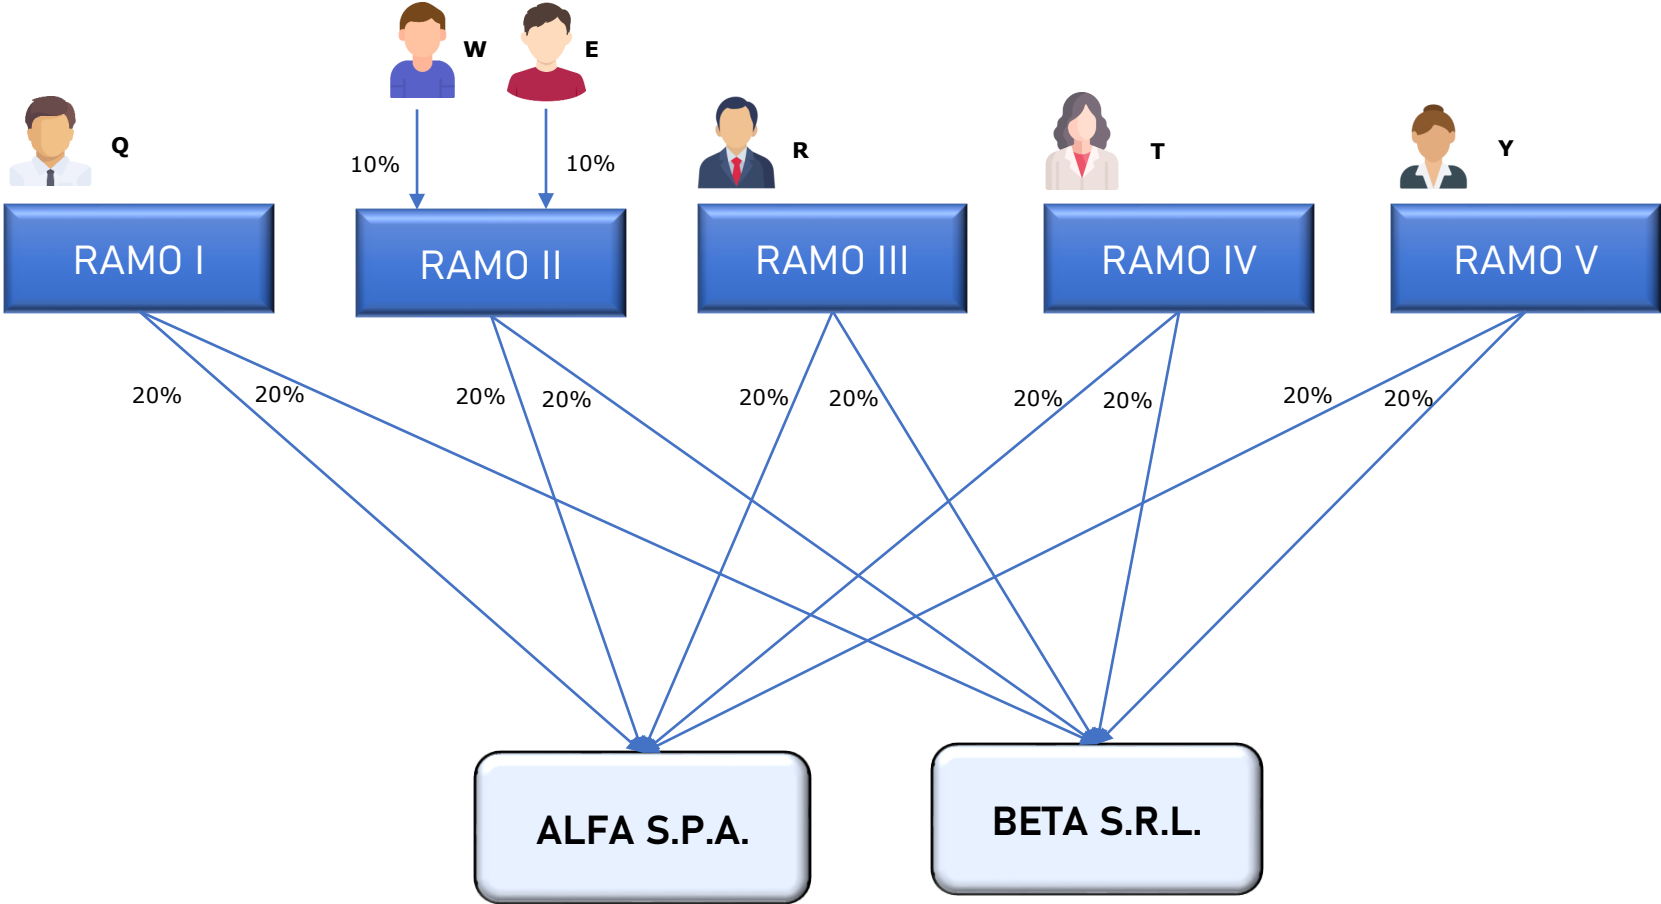 W
E
Q
R
T
Y
10%
10%
RAMO I
RAMO II
RAMO III
RAMO IV
RAMO V
20%
20%
20%
20%
20%
20%
20%
20%
20%
20%
ALFA S.P.A.
BETA S.R.L.